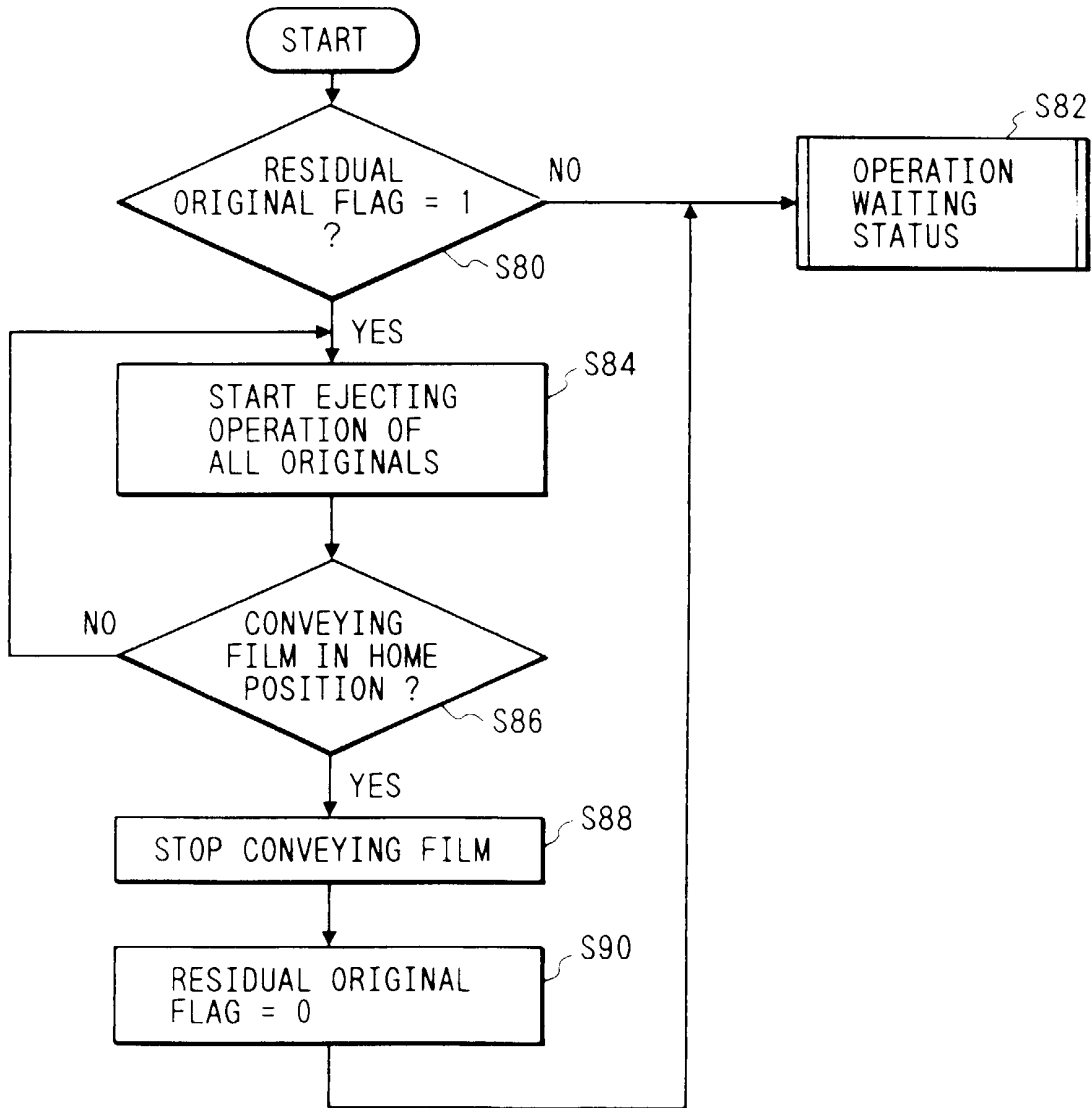 START
RESIDUAL
ORIGINAL FLAG = 1
?
NO
S80
S82
OPERATION
WAITING
STATUS
YES
S84
START EJECTING
OPERATION OF
ALL ORIGINALS
NO
CONVEYING
FILM IN HOME
POSITION ?
S86
YES
S88
STOP CONVEYING FILM
S90
RESIDUAL ORIGINAL
FLAG = 0